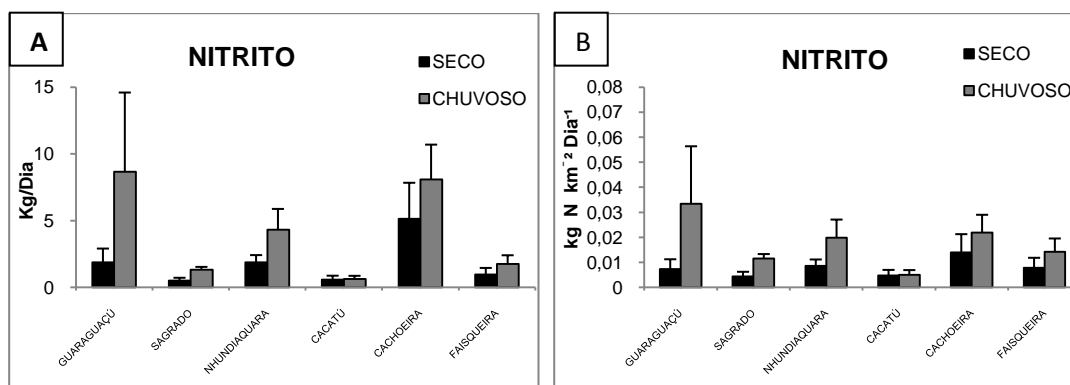 A
NITRITO
SECO
CHUVOSO
Kg/Dia
15
10
5
0
GUARAGUAÇÚ
SAGRADO
NHUNDIAQUARA
CACATÚ
CACHOEIRA
FAISQUEIRA
B
NITRITO
SECO
CHUVOSO
kg N km⁻² Dia⁻¹
0,08
0,07
0,06
0,05
0,04
0,03
0,02
0,01
0
GUARAGUAÇÚ
SAGRADO
NHUNDIAQUARA
CACATÚ
CACHOEIRA
FAISQUEIRA